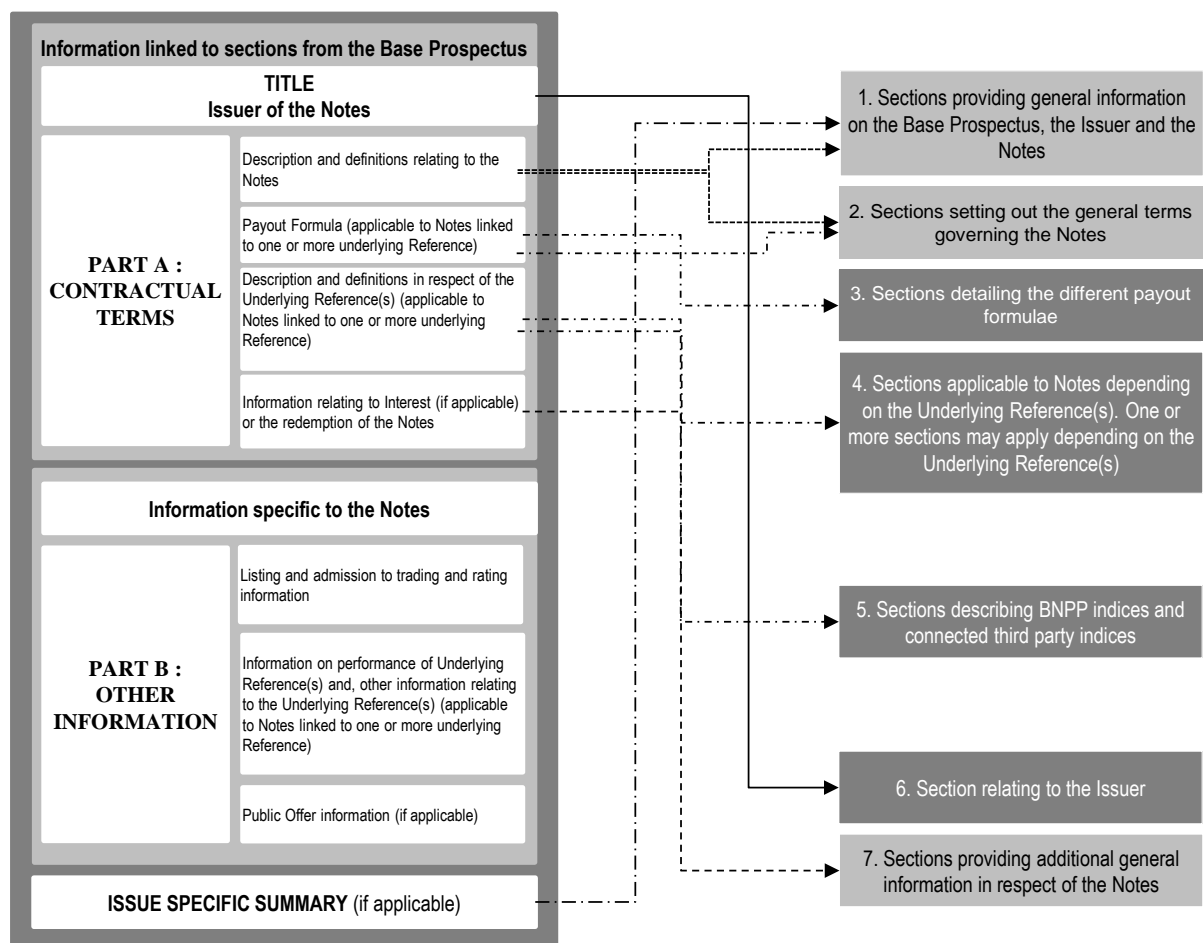 Information linked to sections from the Base Prospectus
TITLE
Issuer of the Notes
PART A :
CONTRACTUAL
TERMS
Description and definitions relating to the
Notes
Payout Formula (applicable to Notes linked
to one or more underlying Reference)
Description and definitions in respect of the
Underlying Reference(s) (applicable to
Notes linked to one or more underlying
Reference)
Information relating to Interest (if applicable)
or the redemption of the Notes
Information specific to the Notes
PART B :
OTHER
INFORMATION
Listing and admission to trading and rating
information
Information on performance of Underlying
Reference(s) and, other information relating
to the Underlying Reference(s) (applicable
to Notes linked to one or more underlying
Reference)
Public Offer information (if applicable)
ISSUE SPECIFIC SUMMARY (if applicable)
1. Sections providing general information
on the Base Prospectus, the Issuer and the
Notes
2. Sections setting out the general terms
governing the Notes
3. Sections detailing the different payout
formulae
4. Sections applicable to Notes depending
on the Underlying Reference(s). One or
more sections may apply depending on the
Underlying Reference(s)
5. Sections describing BNPP indices and
connected third party indices
6. Section relating to the Issuer
7. Sections providing additional general
information in respect of the Notes